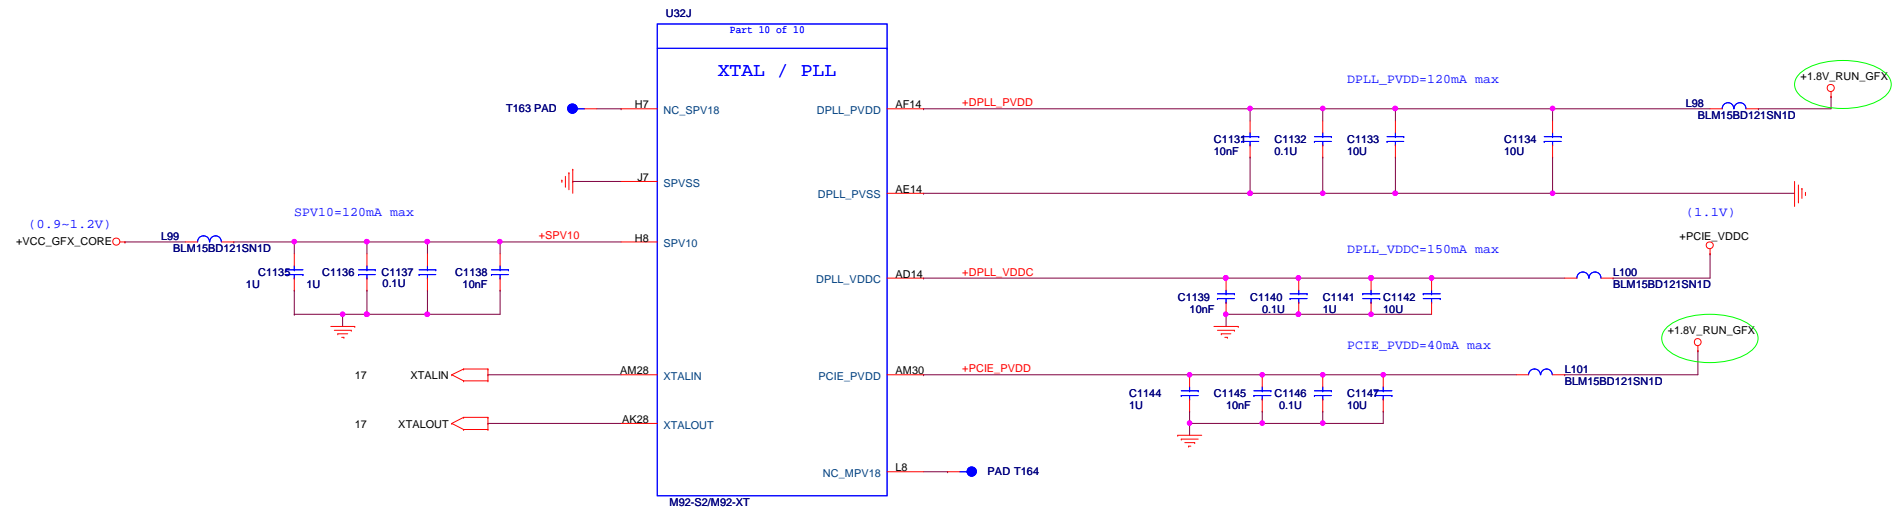 U32J
Part 10 of 10
XTAL / PLL
T163 PAD
H7
NC_SPV18
J7
SPVSS
SPV10=120mA max
(0.9~1.2V)
+VCC_GFX_CORE
L99
BLM15BD121SN1D
+SPV10
H8
SPV10
C1135
1U
C1136
1U
C1137
0.1U
C1138
10nF
17
XTALIN
AM28
XTALIN
17
XTALOUT
AK28
XTALOUT
DPLL_PVDD
AF14
+DPLL_PVDD
DPLL_PVDD=120mA max
L98
BLM15BD121SN1D
+1.8V_RUN_GFX
C1131
10nF
C1132
0.1U
C1133
10U
C1134
10U
DPLL_PVSS
AE14
(1.1V)
+PCIE_VDDC
DPLL_VDDC=150mA max
DPLL_VDDC
AD14
+DPLL_VDDC
L100
BLM15BD121SN1D
C1139
10nF
C1140
0.1U
C1141
1U
C1142
10U
+1.8V_RUN_GFX
PCIE_PVDD=40mA max
PCIE_PVDD
AM30
+PCIE_PVDD
L101
BLM15BD121SN1D
C1144
1U
C1145
10nF
C1146
0.1U
C1147
10U
NC_MPV18
L8
PAD T164
M92-S2/M92-XT